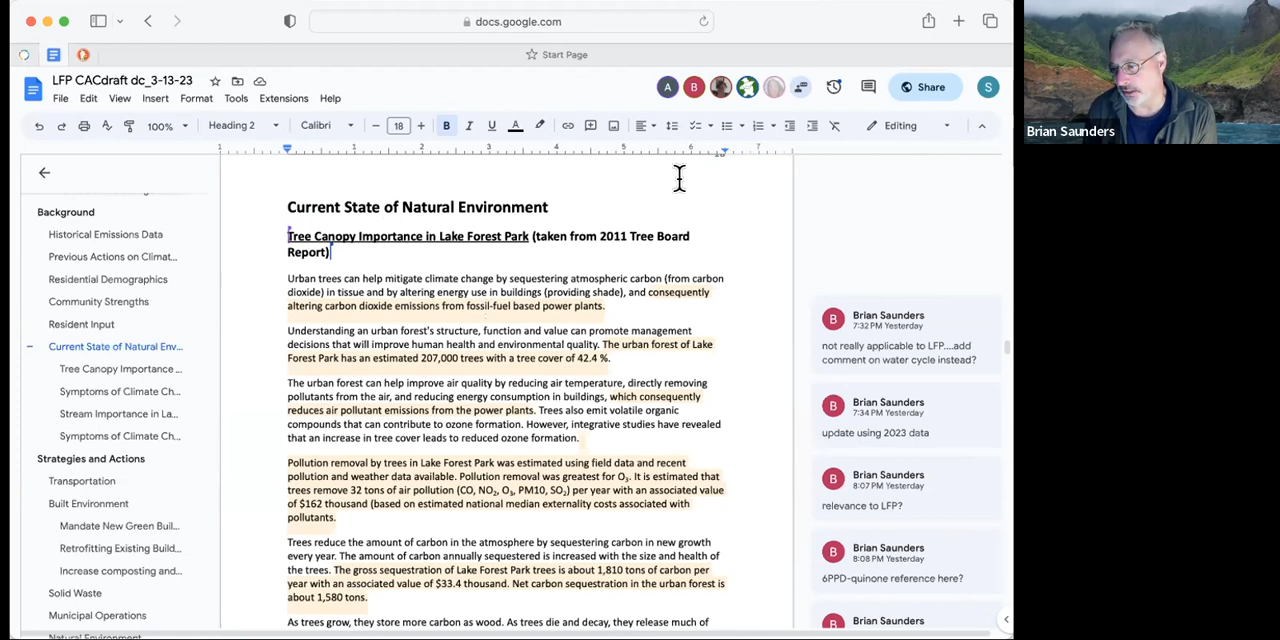 docs.google.com
Start Page
LFP CACdraft dc_3-13-23
File Edit View Insert Format Tools Extensions Help
A B Share S
100% Heading 2 Calibri 18 B I U A Editing
1 1 2 3 4 5 6 7
Background
Historical Emissions Data
Previous Actions on Climat...
Residential Demographics
Community Strengths
Resident Input
Current State of Natural Env...
Tree Canopy Importance ...
Symptoms of Climate Ch...
Stream Importance in La...
Symptoms of Climate Ch...
Strategies and Actions
Transportation
Built Environment
Mandate New Green Buil...
Retrofitting Existing Build...
Increase composting and...
Solid Waste
Municipal Operations
Natural Environment
Current State of Natural Environment
Tree Canopy Importance in Lake Forest Park (taken from 2011 Tree Board
Report)
Urban trees can help mitigate climate change by sequestering atmospheric carbon (from carbon
dioxide) in tissue and by altering energy use in buildings (providing shade), and consequently
altering carbon dioxide emissions from fossil-fuel based power plants.
Understanding an urban forest's structure, function and value can promote management
decisions that will improve human health and environmental quality. The urban forest of Lake
Forest Park has an estimated 207,000 trees with a tree cover of 42.4 %.
The urban forest can help improve air quality by reducing air temperature, directly removing
pollutants from the air, and reducing energy consumption in buildings, which consequently
reduces air pollutant emissions from the power plants. Trees also emit volatile organic
compounds that can contribute to ozone formation. However, integrative studies have revealed
that an increase in tree cover leads to reduced ozone formation.
Pollution removal by trees in Lake Forest Park was estimated using field data and recent
pollution and weather data available. Pollution removal was greatest for O₃. It is estimated that
trees remove 32 tons of air pollution (CO, NO₂, O₃, PM10, SO₂) per year with an associated value
of $162 thousand (based on estimated national median externality costs associated with
pollutants.
Trees reduce the amount of carbon in the atmosphere by sequestering carbon in new growth
every year. The amount of carbon annually sequestered is increased with the size and health of
the trees. The gross sequestration of Lake Forest Park trees is about 1,810 tons of carbon per
year with an associated value of $33.4 thousand. Net carbon sequestration in the urban forest is
about 1,580 tons.
As trees grow, they store more carbon as wood. As trees die and decay, they release much of
B Brian Saunders
7:32 PM Yesterday
not really applicable to LFP....add
comment on water cycle instead?
B Brian Saunders
7:34 PM Yesterday
update using 2023 data
B Brian Saunders
8:07 PM Yesterday
relevance to LFP?
B Brian Saunders
8:08 PM Yesterday
6PPD-quinone reference here?
Brian Saunders
Brian Saunders